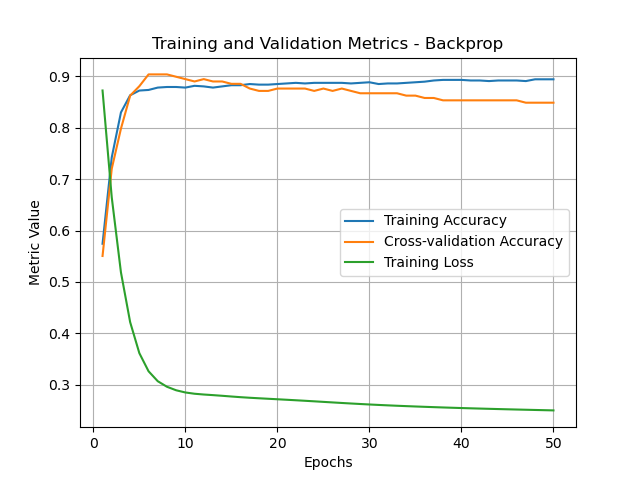 Training and Validation Metrics - Backprop
0.9
0.8
0.7
0.6
0.5
0.4
0.3
Metric Value
Training Accuracy
Cross-validation Accuracy
Training Loss
0 10 20 30 40 50
Epochs